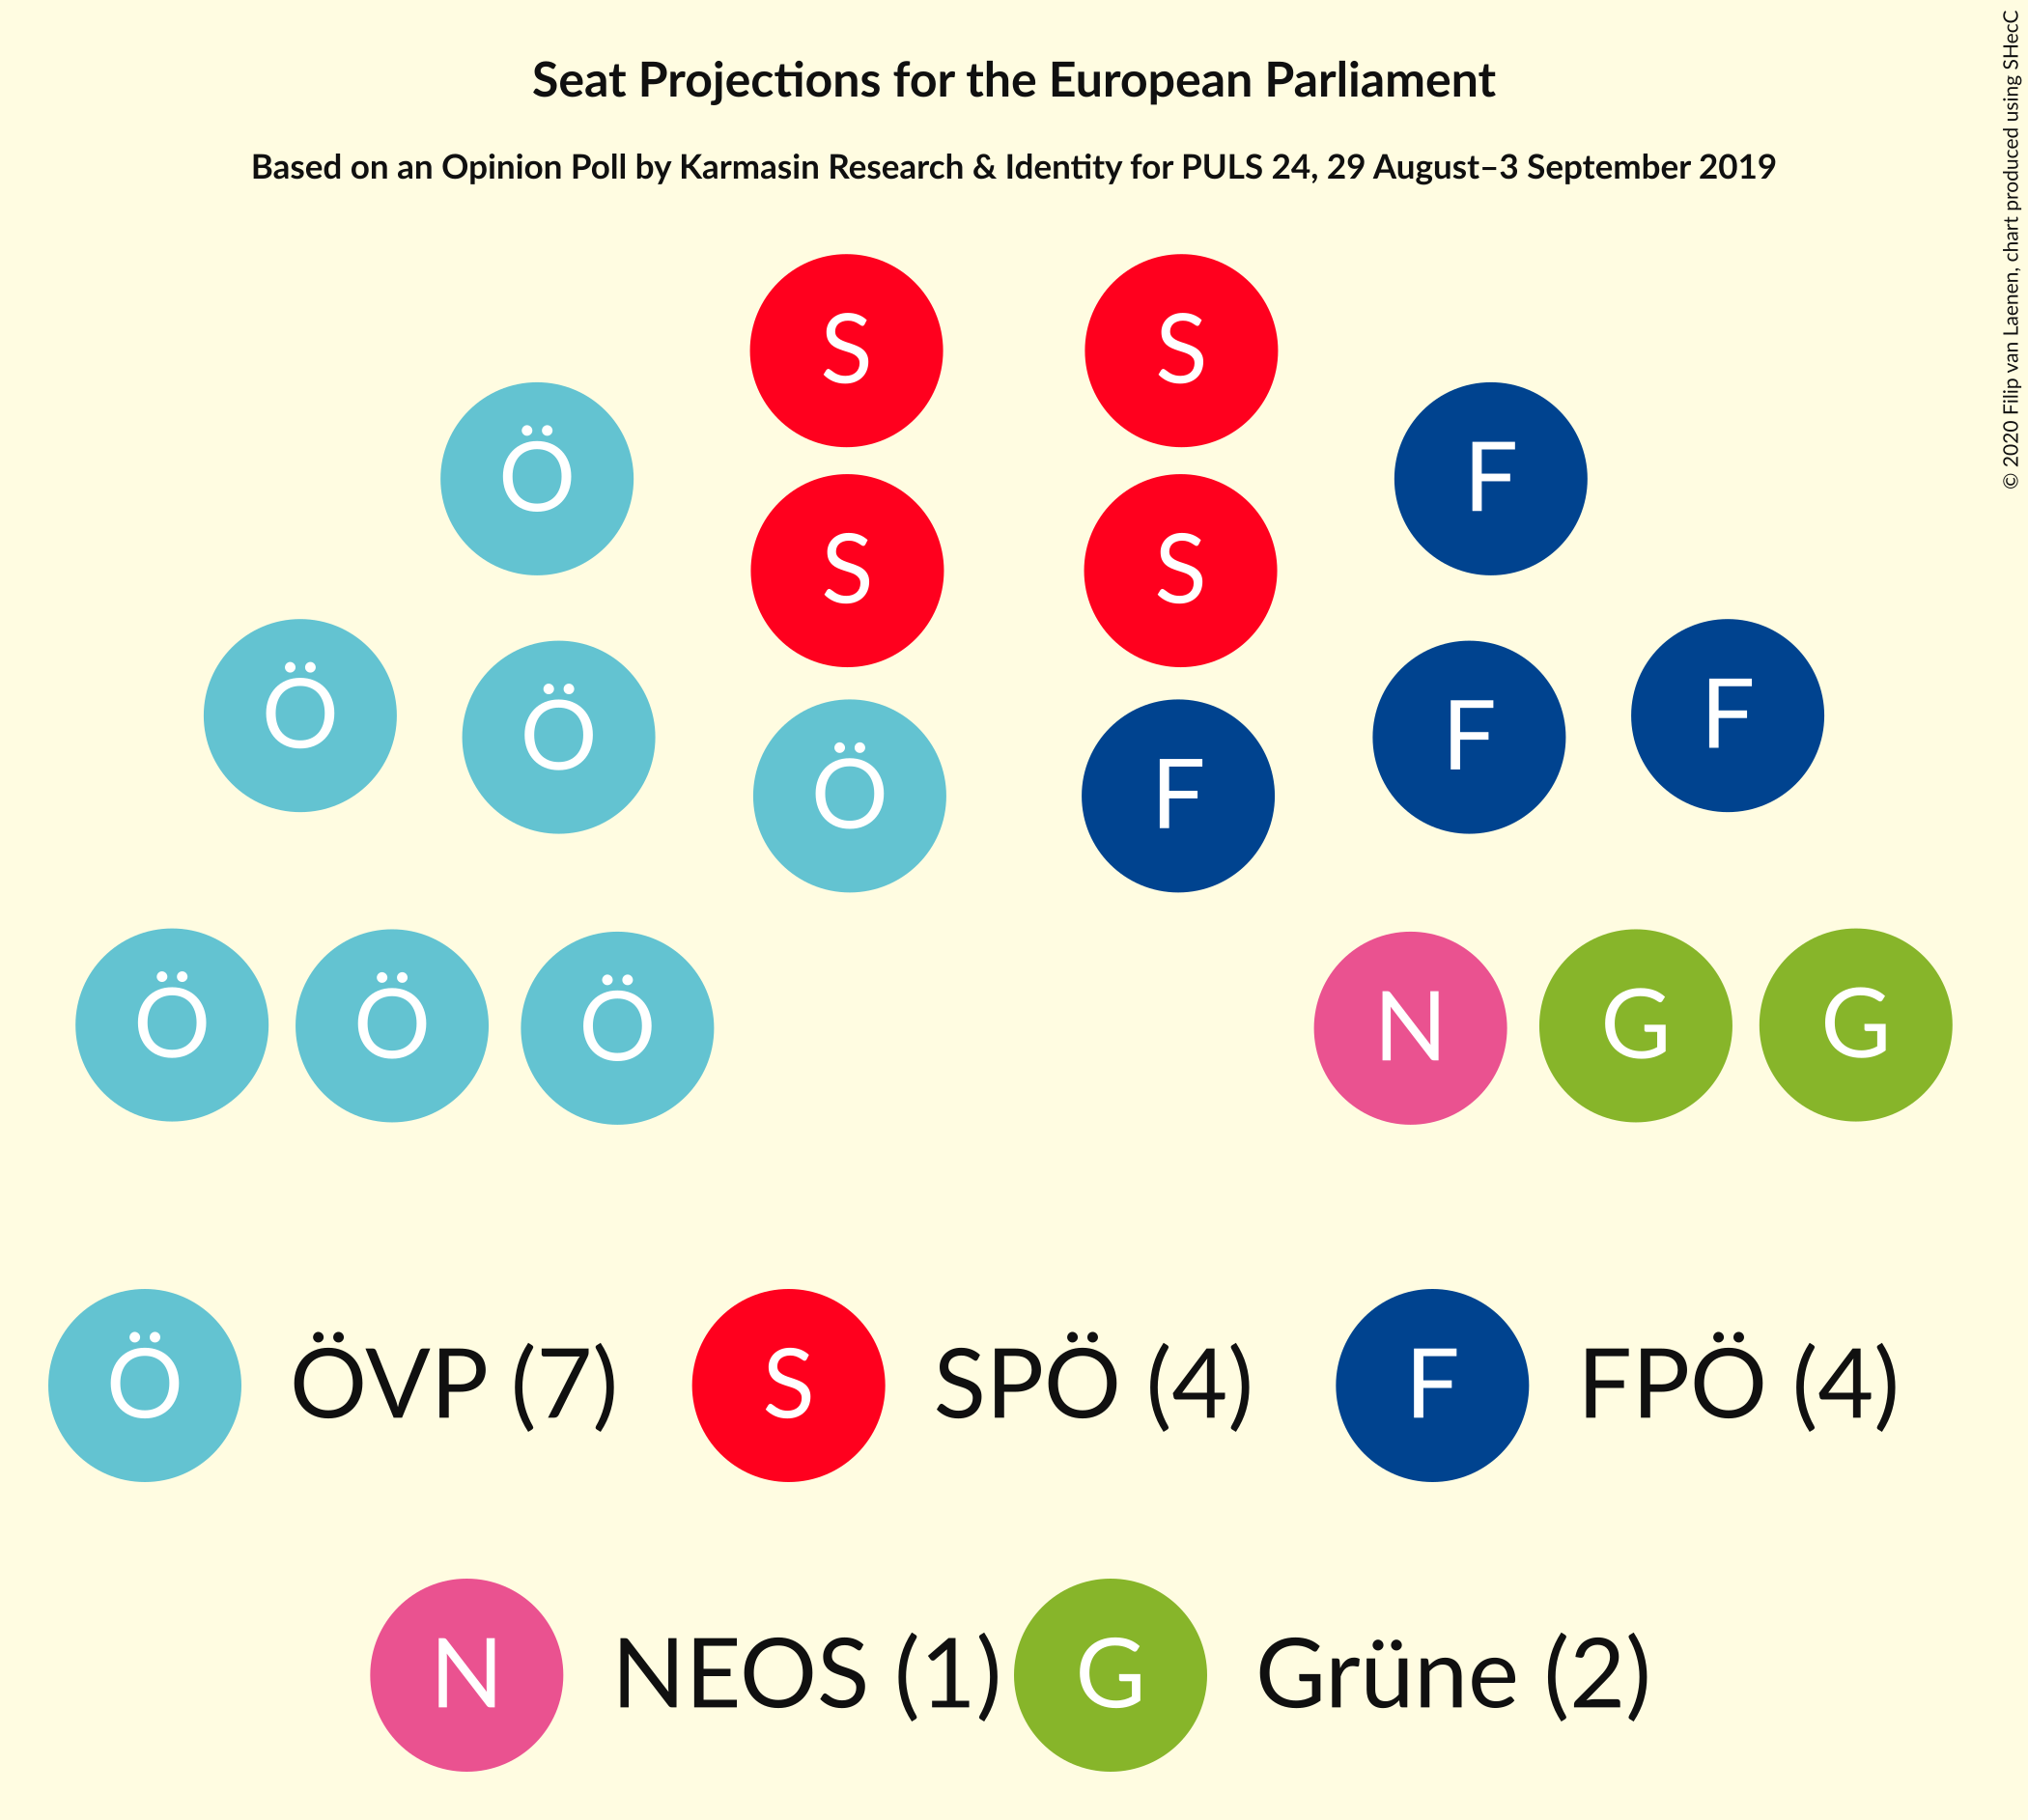 Seat Projections for the European Parliament
Based on an Opinion Poll by Karmasin Research & Identity for PULS 24, 29 August–3 September 2019
© 2020 Filip van Laenen, chart produced using SHecC
S S
Ö F
S S
Ö F
Ö F
Ö F
Ö Ö Ö N G G
Ö ÖVP (7) S SPÖ (4) F FPÖ (4)
N NEOS (1) G Grüne (2)